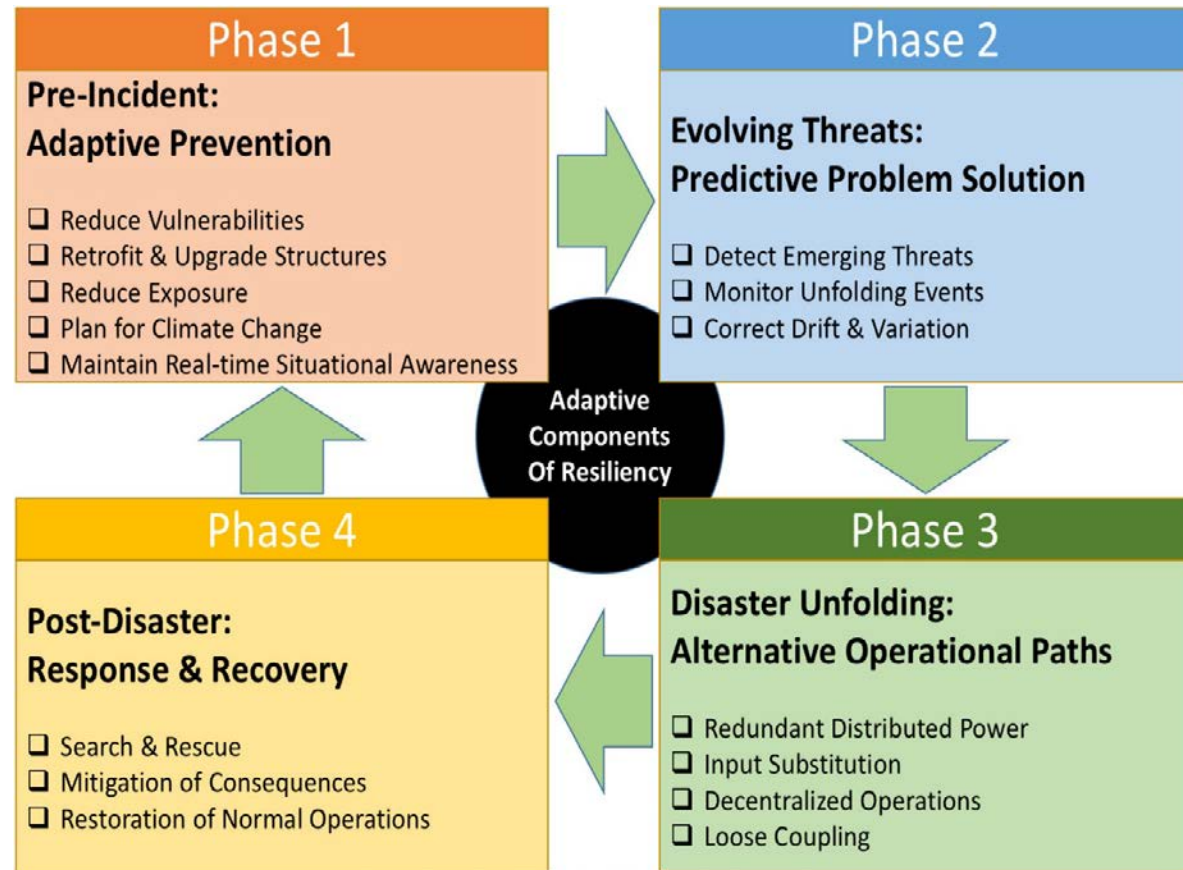 Phase 1
Pre-Incident:
Adaptive Prevention
❑ Reduce Vulnerabilities
❑ Retrofit & Upgrade Structures
❑ Reduce Exposure
❑ Plan for Climate Change
❑ Maintain Real-time Situational Awareness
Phase 2
Evolving Threats:
Predictive Problem Solution
❑ Detect Emerging Threats
❑ Monitor Unfolding Events
❑ Correct Drift & Variation
Adaptive
Components
Of Resiliency
Phase 4
Post-Disaster:
Response & Recovery
❑ Search & Rescue
❑ Mitigation of Consequences
❑ Restoration of Normal Operations
Phase 3
Disaster Unfolding:
Alternative Operational Paths
❑ Redundant Distributed Power
❑ Input Substitution
❑ Decentralized Operations
❑ Loose Coupling